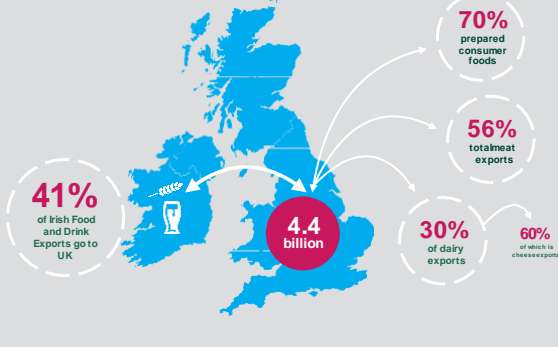 70%
prepared
consumer
foods
56%
totalmeat
exports
41%
of Irish Food
and Drink
Exports go to
UK
4.4
billion
30%
of dairy
exports
60%
of which is
cheeseexports